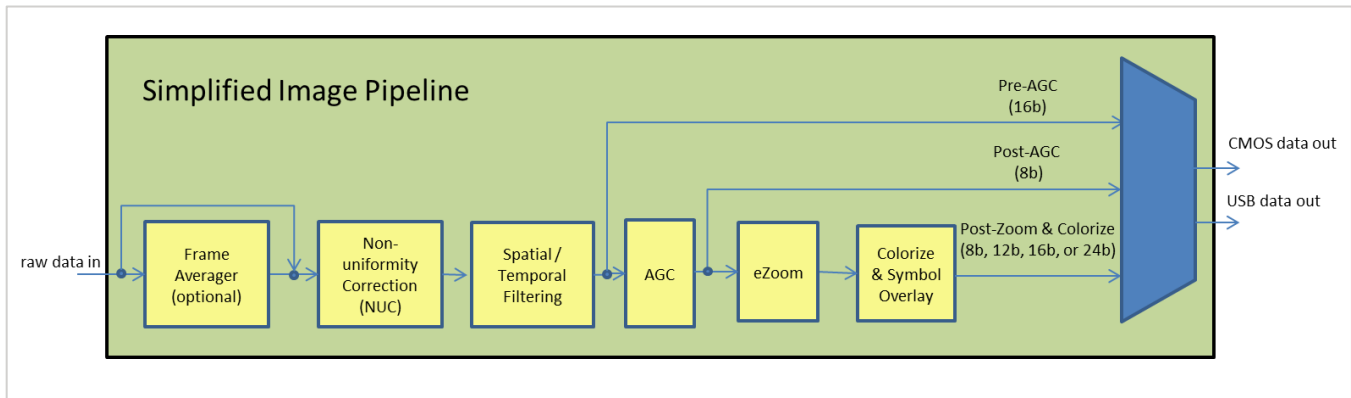 Simplified Image Pipeline
Pre-AGC
(16b)
Post-AGC
(8b)
CMOS data out
USB data out
raw data in
Frame
Averager
(optional)
Non-
uniformity
Correction
(NUC)
Spatial /
Temporal
Filtering
AGC
eZoom
Colorize
& Symbol
Overlay
Post-Zoom & Colorize
(8b, 12b, 16b, or 24b)